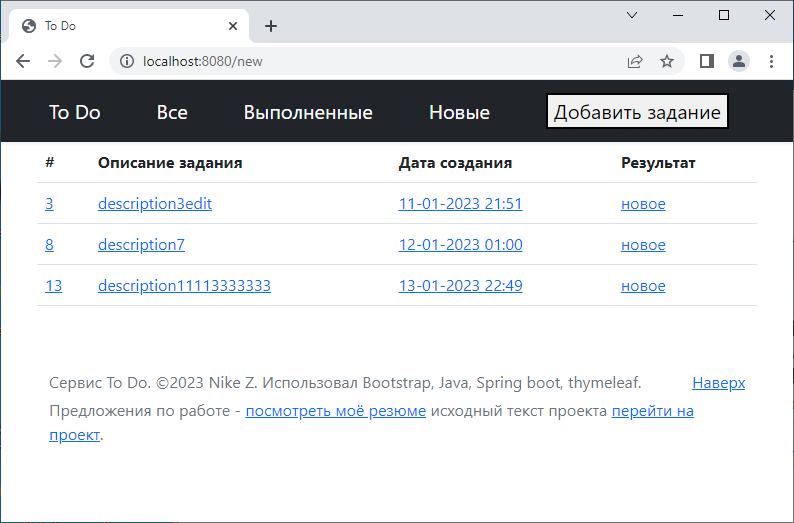 To Do
localhost:8080/new
To Do Все Выполненные Новые Добавить задание
# Описание задания Дата создания Результат
3 description3edit 11-01-2023 21:51 новое
8 description7 12-01-2023 01:00 новое
13 description11113333333 13-01-2023 22:49 новое
Сервис To Do. ©2023 Nike Z. Использовал Bootstrap, Java, Spring boot, thymeleaf. Наверх
Предложения по работе - посмотреть моё резюме исходный текст проекта перейти на
проект.